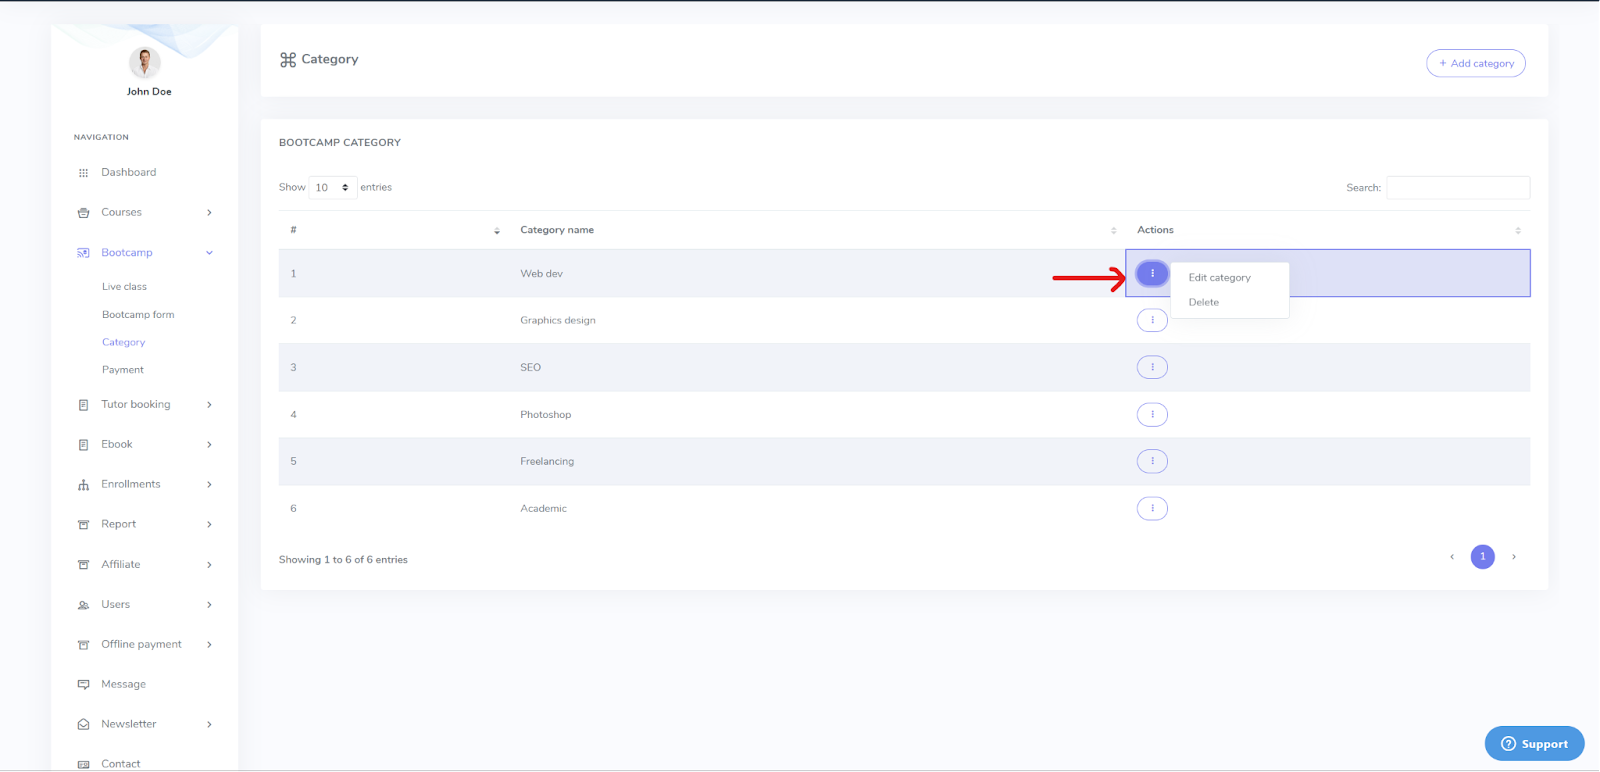 John Doe
NAVIGATION
Dashboard
Courses
Bootcamp
Live class
Bootcamp form
Category
Payment
Tutor booking
Ebook
Enrollments
Report
Affiliate
Users
Offline payment
Message
Newsletter
Contact
Category
+ Add category
BOOTCAMP CATEGORY
Show 10 entries
Search:
# Category name Actions
1 Web dev
Edit category
Delete
2 Graphics design
3 SEO
4 Photoshop
5 Freelancing
6 Academic
Showing 1 to 6 of 6 entries
‹ 1 ›
Support